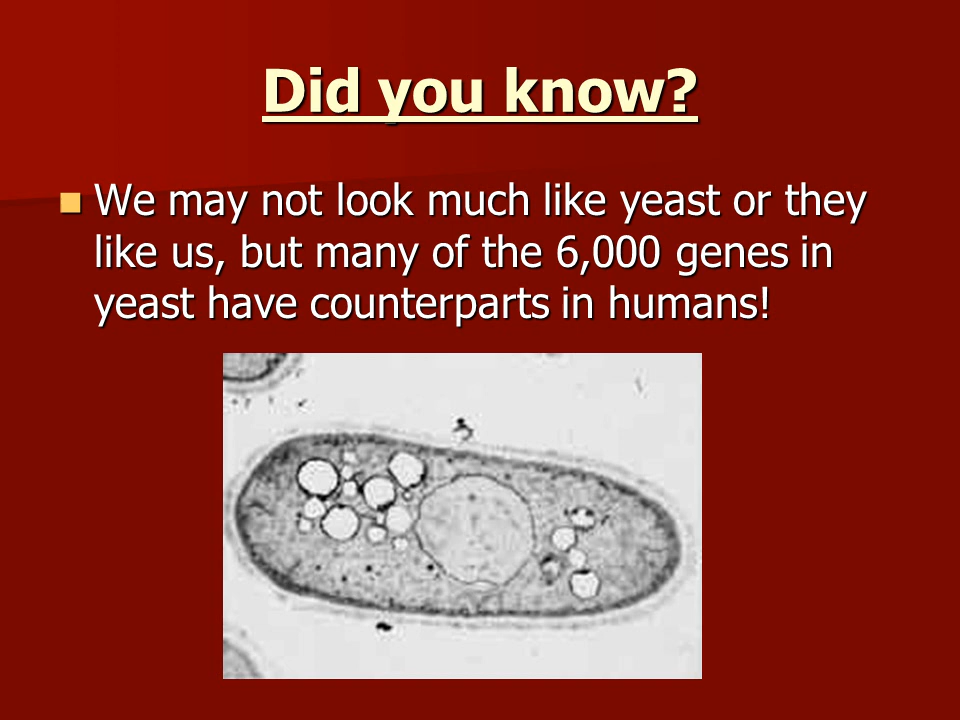 Did you know?
We may not look much like yeast or they
like us, but many of the 6,000 genes in
yeast have counterparts in humans!